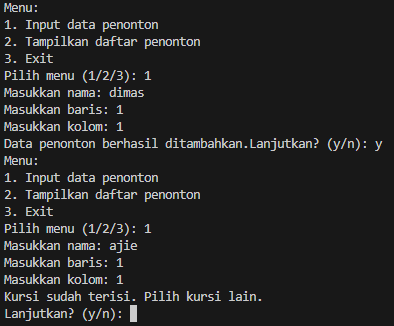 Menu:
1. Input data penonton
2. Tampilkan daftar penonton
3. Exit
Pilih menu (1/2/3): 1
Masukkan nama: dimas
Masukkan baris: 1
Masukkan kolom: 1
Data penonton berhasil ditambahkan.Lanjutkan? (y/n): y
Menu:
1. Input data penonton
2. Tampilkan daftar penonton
3. Exit
Pilih menu (1/2/3): 1
Masukkan nama: ajie
Masukkan baris: 1
Masukkan kolom: 1
Kursi sudah terisi. Pilih kursi lain.
Lanjutkan? (y/n):